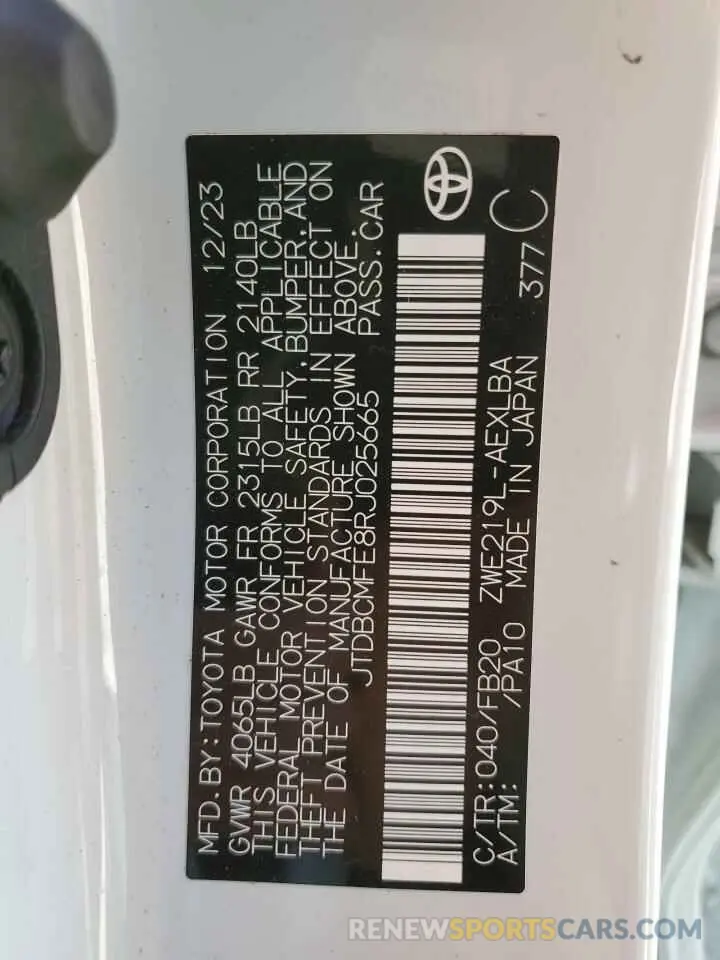 MFD.BY:TOYOTA MOTOR CORPORATION 12/23
GVWR 4065LB GAWR FR 2315LB RR 2140LB
THIS VEHICLE CONFORMS TO ALL APPLICABLE
FEDERAL MOTOR VEHICLE SAFETY,BUMPER,AND
THEFT PREVENTION STANDARDS IN EFFECT ON
THE DATE OF MANUFACTURE SHOWN ABOVE.
JTDBCMFE8RJ025665 PASS.CAR
C/TR:040/FB20 ZWE219L-AEXLBA
A/TM: /PA10 MADE IN JAPAN 377 C
RENEWSPORTSCARS.COM